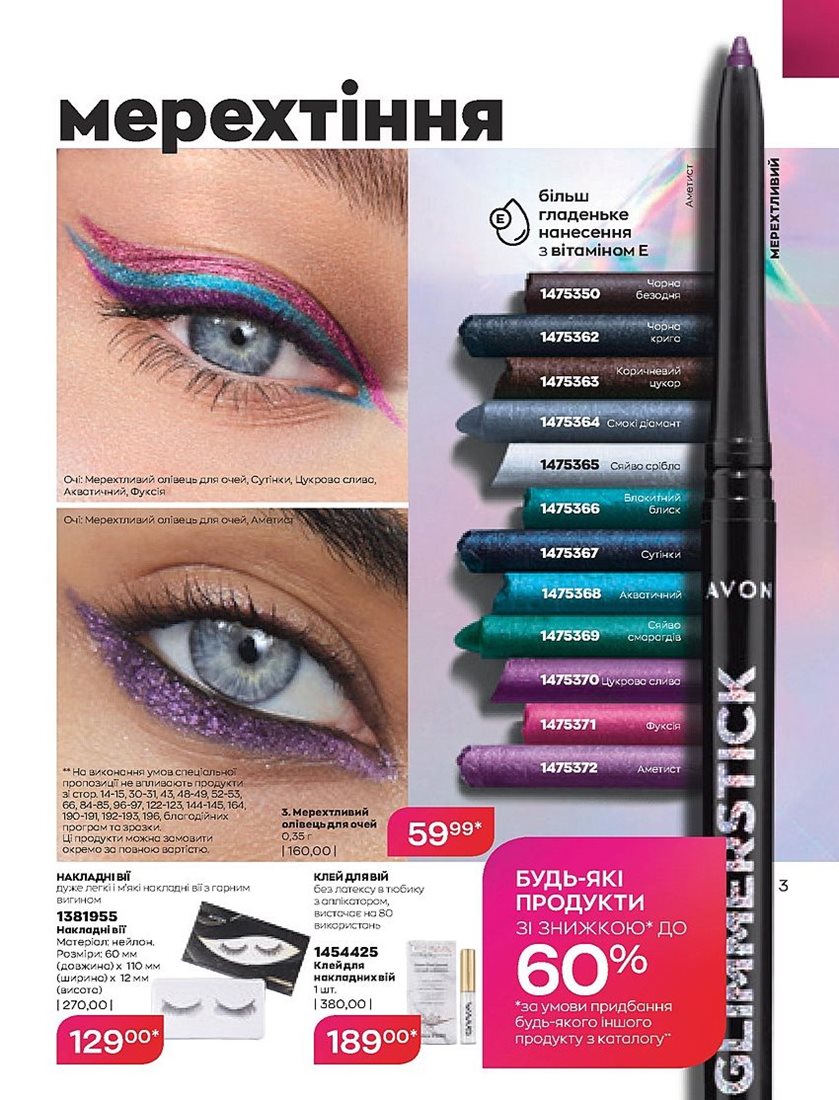 мерехтіння
Аметист
МЕРЕХТЛИВИЙ
E
більш
гладеньке
нанесення
з вітаміном Е
1475350 Чорна
безодня
1475362 Чорна
крига
1475363 Коричневий
цукор
1475364 Смокі діамант
1475365 Сяйво срібла
1475366 Блакитний
блиск
1475367 Сутінки
1475368 Акватичний
1475369 Сяйво
смарагдів
1475370 Цукрова слива
1475371 Фуксія
1475372 Аметист
AVON
GLIMMERSTICK
Очі: Мерехтливий олівець для очей, Сутінки, Цукрова слива,
Акватичний, Фуксія
Очі: Мерехтливий олівець для очей, Аметист
** На виконання умов спеціальної
пропозиції не впливають продукти
зі стор. 14-15, 30-31, 43, 48-49, 52-53,
66, 84-85, 96-97, 122-123, 144-145, 164,
190-191, 192-193, 196, благодійних
програм та зразки.
Ці продукти можна замовити
окремо за повною вартістю.
3. Мерехтливий
олівець для очей
0,35 г
|160,00|
59⁹⁹*
НАКЛАДНІ ВІЇ
дуже легкі і м'які накладні вії з гарним
вигином
1381955
Накладні вії
Матеріал: нейлон.
Розміри: 60 мм
(довжина) х 110 мм
(ширина) х 12 мм
(висота)
|270,00|
129⁰⁰*
КЛЕЙ ДЛЯ ВІЙ
без латексу в тюбику
з аплікатором,
вистачає на 80
використань
1454425
Клей для
накладних вій
1 шт.
|380,00|
189⁰⁰*
БУДЬ-ЯКІ
ПРОДУКТИ
ЗІ ЗНИЖКОЮ* ДО
60%
*за умови придбання
будь-якого іншого
продукту з каталогу**
3